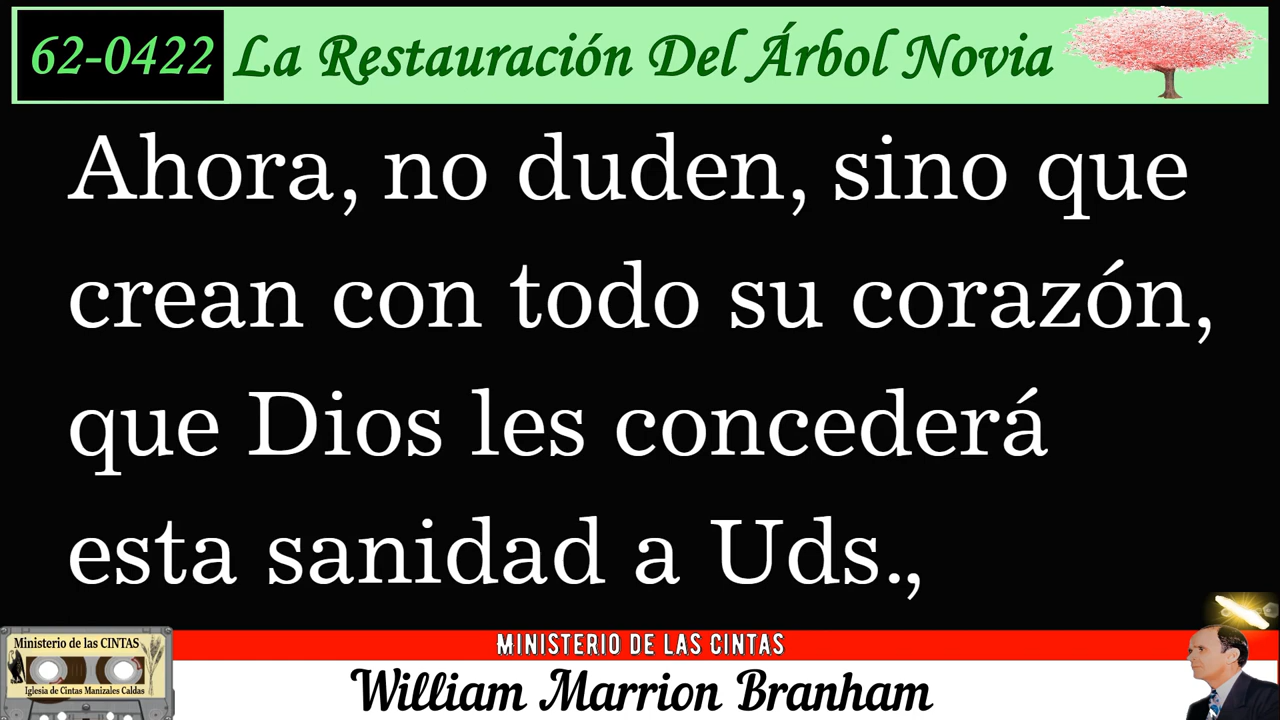 62-0422 La Restauración Del Árbol Novia
Ahora, no duden, sino que
crean con todo su corazón,
que Dios les concederá
esta sanidad a Uds.,
MINISTERIO DE LAS CINTAS
Ministerio de las CINTAS
Iglesia de Cintas Manizales Caldas
William Marrion Branham